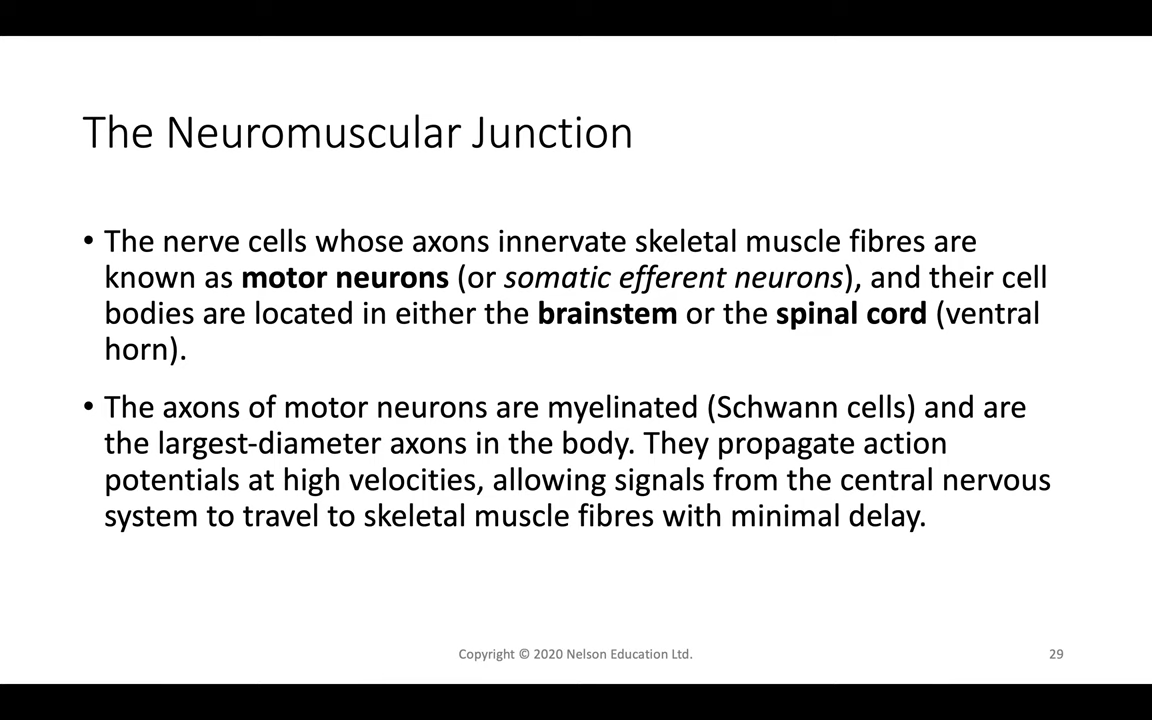 The Neuromuscular Junction
• The nerve cells whose axons innervate skeletal muscle fibres are
known as motor neurons (or somatic efferent neurons), and their cell
bodies are located in either the brainstem or the spinal cord (ventral
horn).
• The axons of motor neurons are myelinated (Schwann cells) and are
the largest-diameter axons in the body. They propagate action
potentials at high velocities, allowing signals from the central nervous
system to travel to skeletal muscle fibres with minimal delay.
Copyright © 2020 Nelson Education Ltd.
29